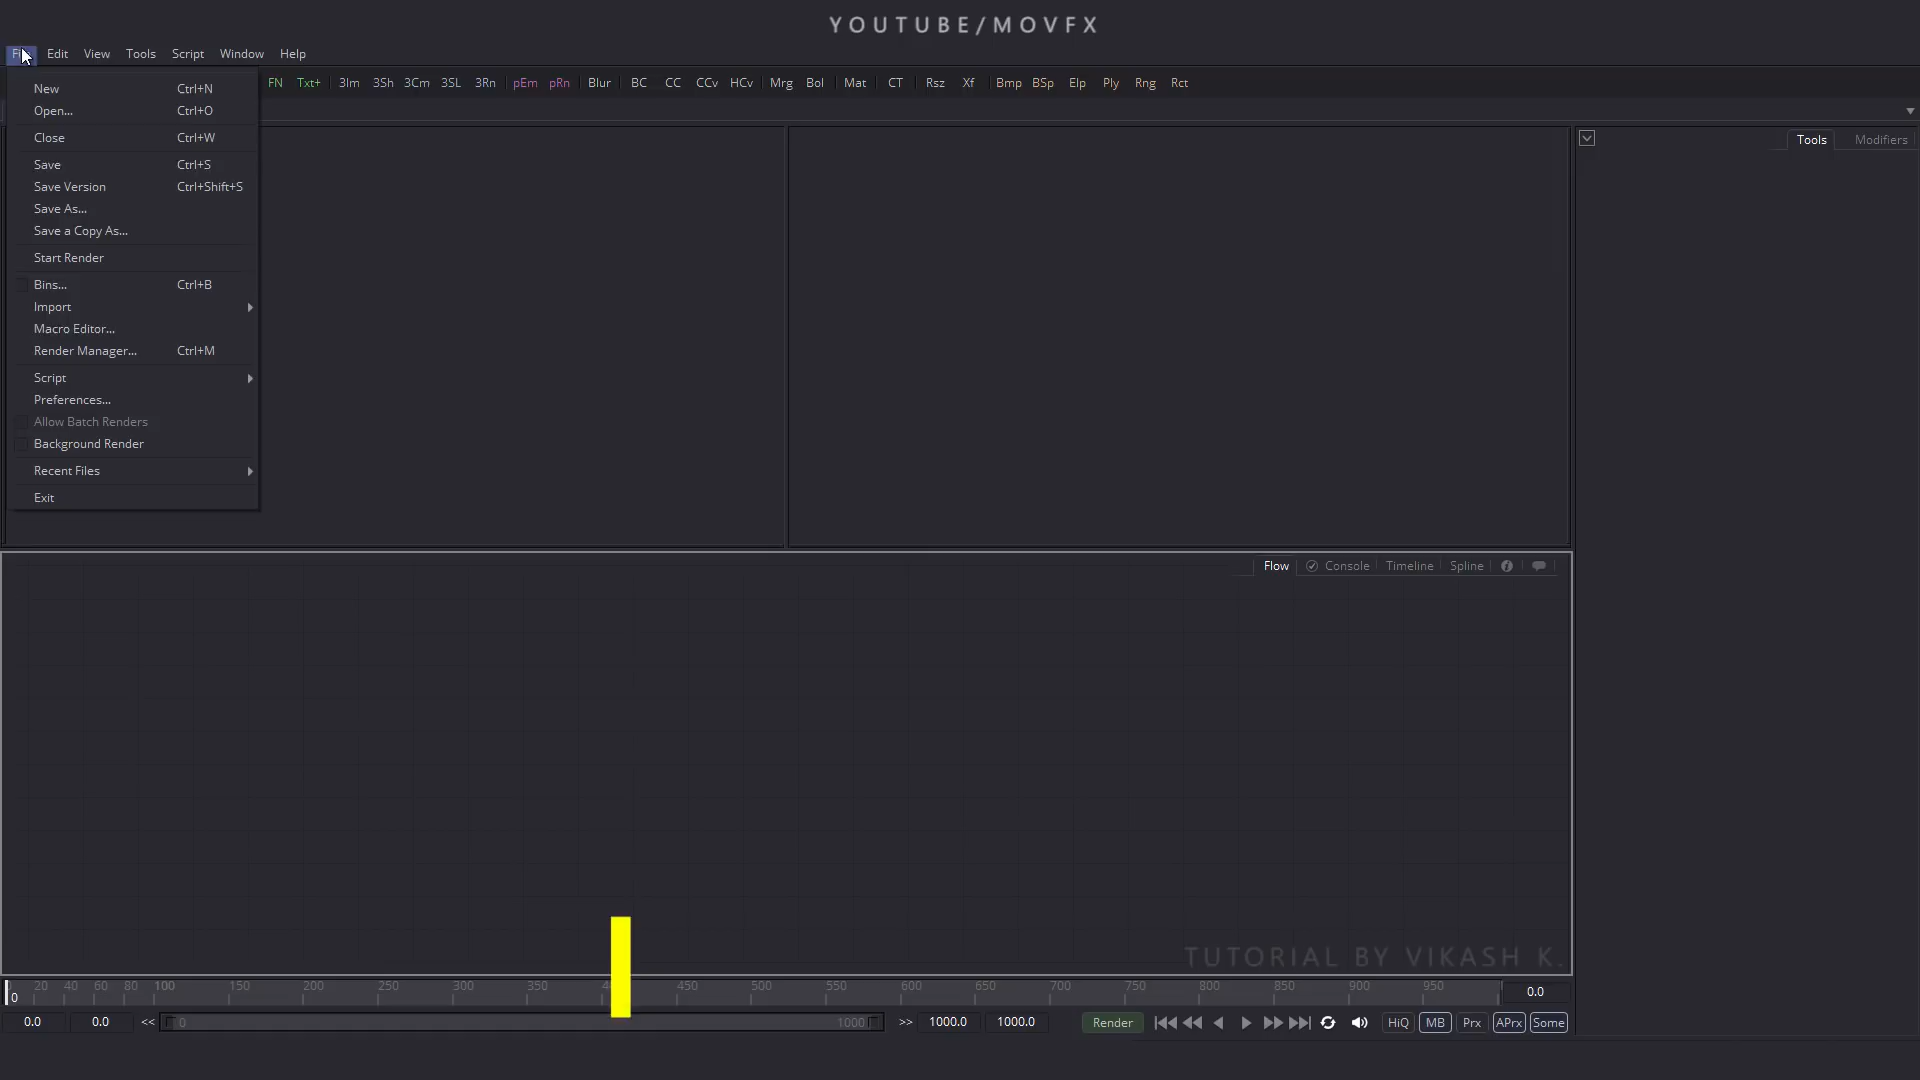 YOUTUBE/MOVFX
Edit View Tools Script Window Help
FN Txt+ 3Im 3Sh 3Cm 3SL 3Rn pEm pRn Blur BC CC CCv HCv Mrg Bol Mat CT Rsz Xf Bmp BSp Elp Ply Rng Rct
New Ctrl+N
Open... Ctrl+O
Close Ctrl+W
Save Ctrl+S
Save Version Ctrl+Shift+S
Save As...
Save a Copy As...
Start Render
Bins... Ctrl+B
Import
Macro Editor...
Render Manager... Ctrl+M
Script
Preferences...
Allow Batch Renders
Background Render
Recent Files
Exit
Tools Modifiers
Flow Console Timeline Spline
TUTORIAL BY VIKASH K.
20 40 60 80 100 150 200 250 300 350 450 500 550 600 650 700 750 800 850 900 950 0.0
0
0.0 0.0 << 0 1000 >> 1000.0 1000.0 Render HiQ MB Prx APrx Some